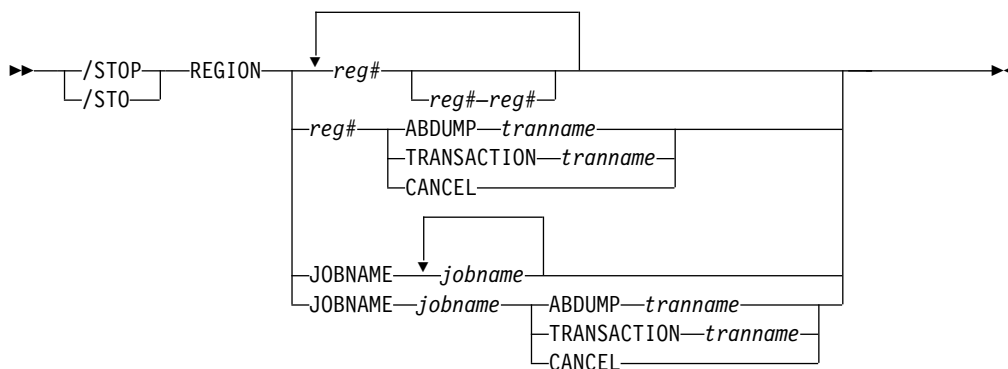 /STOP REGION reg#
/STO reg#–reg#
reg# ABDUMP tranname
TRANSACTION tranname
CANCEL
JOBNAME jobname
JOBNAME jobname ABDUMP tranname
TRANSACTION tranname
CANCEL